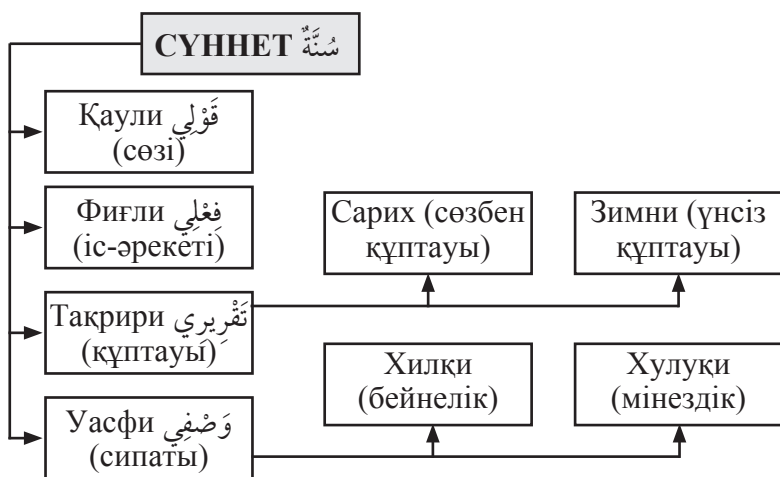 СҮННЕТ سُنَّةٌ
Қаули قَوْلِي
(сөзі)
Фиғли فِعْلِي
(іс-әрекеті)
Сарих (сөзбен
құптауы)
Зимни (үнсіз
құптауы)
Тақрири تَقْرِيرِي
(құптауы)
Хилқи
(бейнелік)
Хулуқи
(мінездік)
Уасфи وَصْفِي
(сипаты)